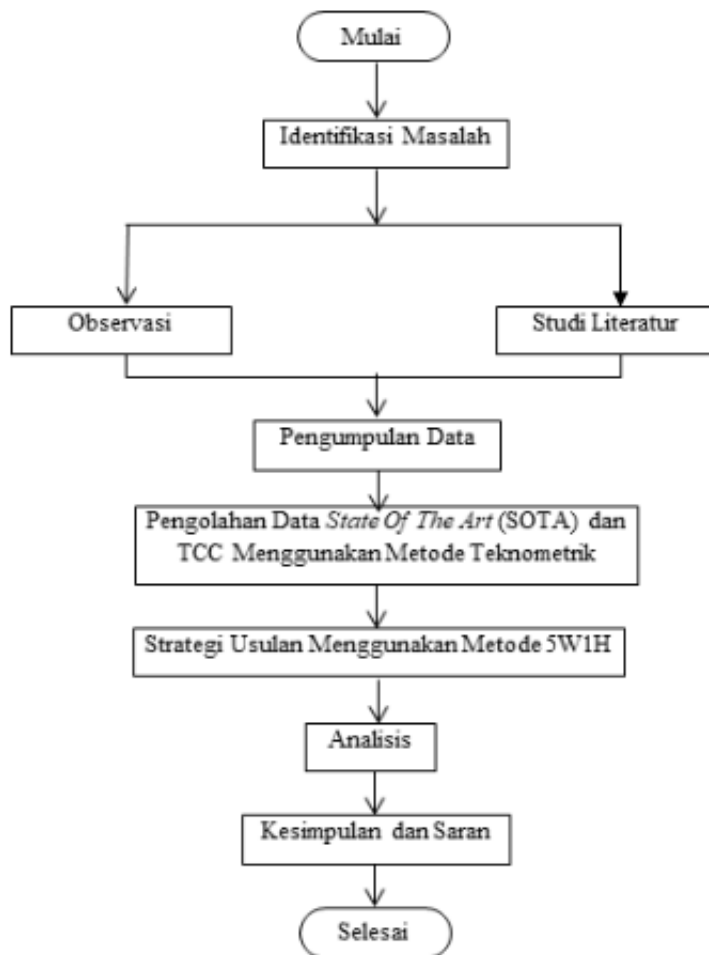 Mulai
Identifikasi Masalah
Observasi
Studi Literatur
Pengumpulan Data
Pengolahan Data State Of The Art (SOTA) dan
TCC Menggunakan Metode Teknometrik
Strategi Usulan Menggunakan Metode 5W1H
Analisis
Kesimpulan dan Saran
Selesai